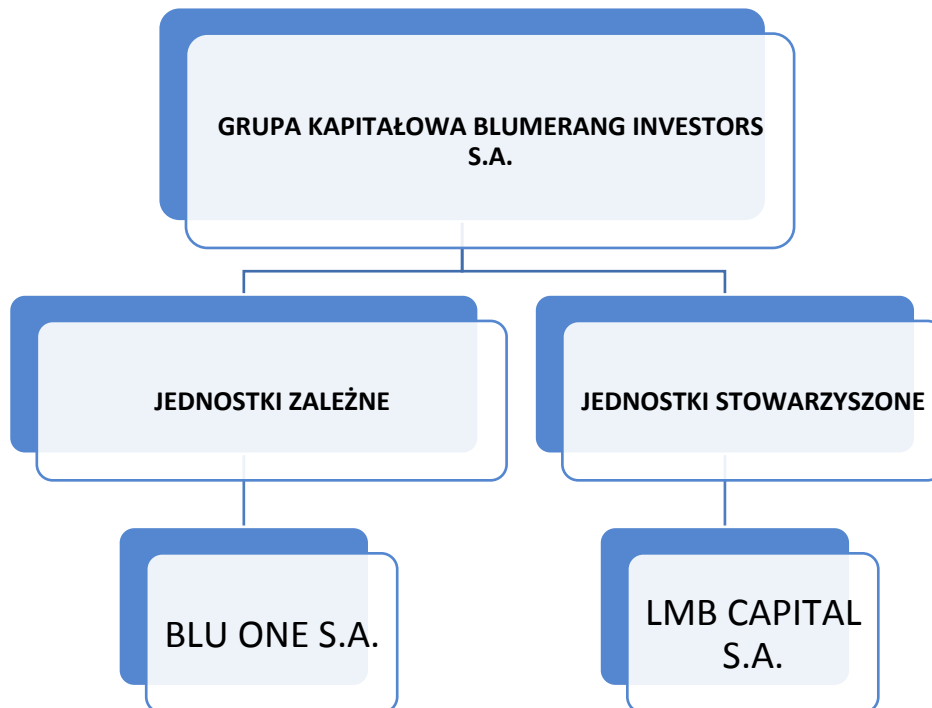 GRUPA KAPITAŁOWA BLUMERANG INVESTORS
S.A.
JEDNOSTKI ZALEŻNE
JEDNOSTKI STOWARZYSZONE
BLU ONE S.A.
LMB CAPITAL
S.A.